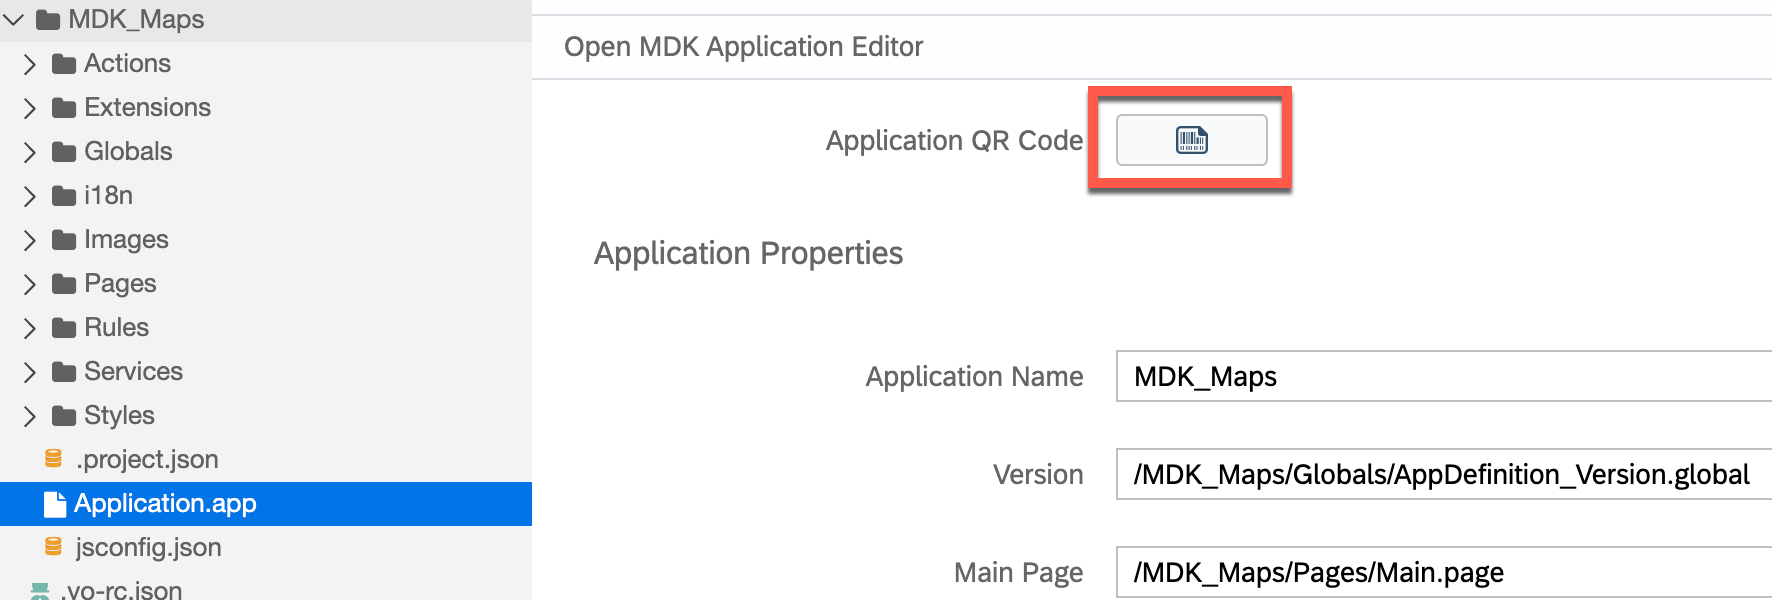 MDK_Maps
Actions
Extensions
Globals
i18n
Images
Pages
Rules
Services
Styles
.project.json
Application.app
jsconfig.json
.yo-rc.json
Open MDK Application Editor
Application QR Code
Application Properties
Application Name MDK_Maps
Version /MDK_Maps/Globals/AppDefinition_Version.global
Main Page /MDK_Maps/Pages/Main.page